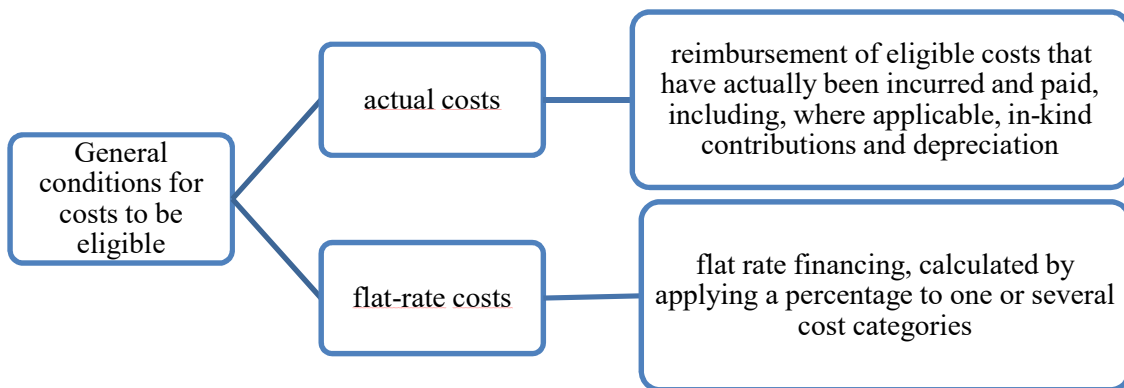 General
conditions for
costs to be
eligible
actual costs
reimbursement of eligible costs that
have actually been incurred and paid,
including, where applicable, in-kind
contributions and depreciation
flat-rate costs
flat rate financing, calculated by
applying a percentage to one or several
cost categories